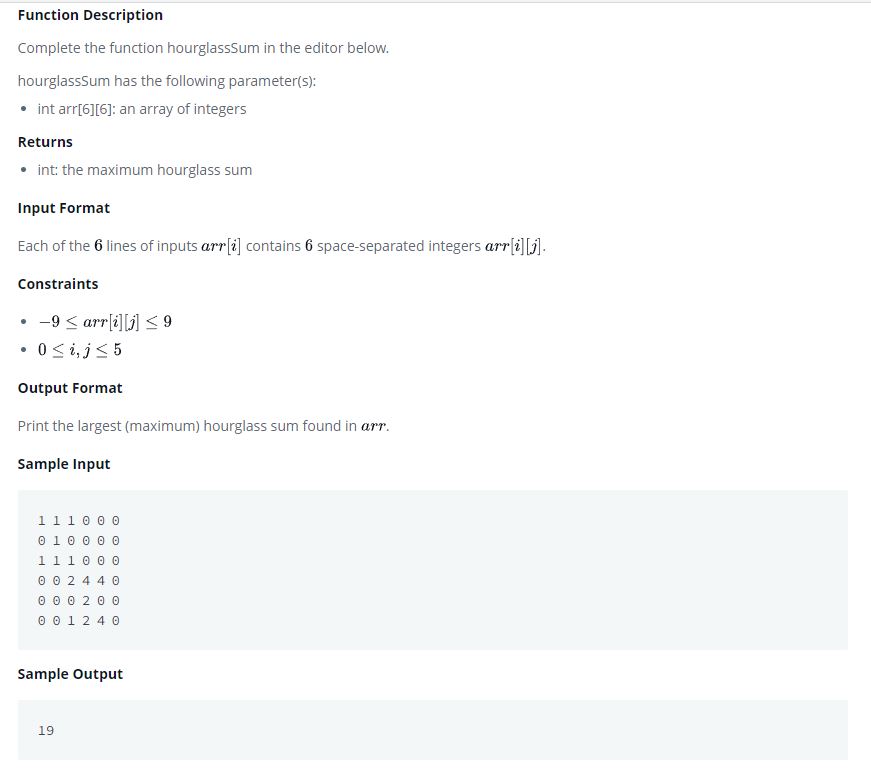 Function Description
Complete the function hourglassSum in the editor below.
hourglassSum has the following parameter(s):
• int arr[6][6]: an array of integers
Returns
• int: the maximum hourglass sum
Input Format
Each of the 6 lines of inputs arr[i] contains 6 space-separated integers arr[i][j].
Constraints
• −9 ≤ arr[i][j] ≤ 9
• 0 ≤ i, j ≤ 5
Output Format
Print the largest (maximum) hourglass sum found in arr.
Sample Input
1 1 1 0 0 0
0 1 0 0 0 0
1 1 1 0 0 0
0 0 2 4 4 0
0 0 0 2 0 0
0 0 1 2 4 0
Sample Output
19